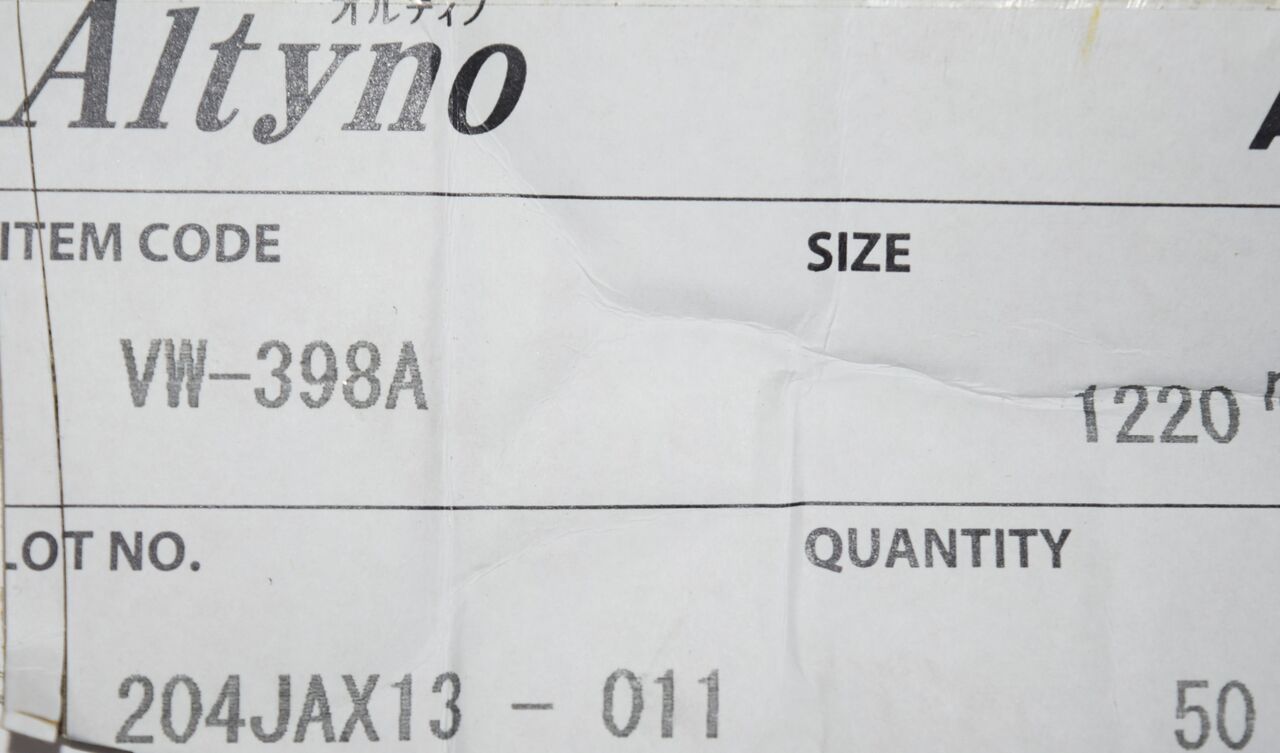 オルティノ
Altyno
ITEM CODE
SIZE
VW-398A
1220
LOT NO.
QUANTITY
204JAX13 - 011
50